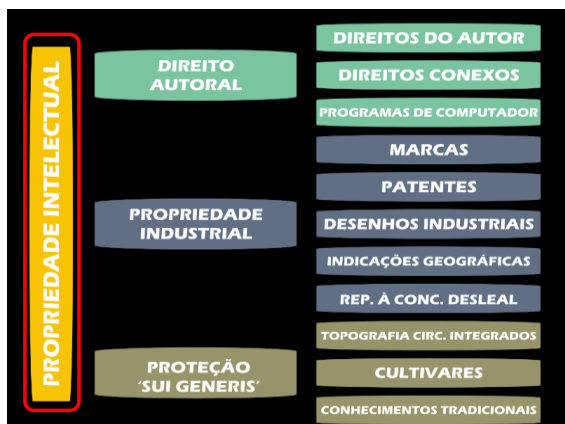 PROPRIEDADE INTELECTUAL
DIREITO
AUTORAL
DIREITOS DO AUTOR
DIREITOS CONEXOS
PROGRAMAS DE COMPUTADOR
PROPRIEDADE
INDUSTRIAL
MARCAS
PATENTES
DESENHOS INDUSTRIAIS
INDICAÇÕES GEOGRÁFICAS
REP. À CONC. DESLEAL
PROTEÇÃO
‘SUI GENERIS’
TOPOGRAFIA CIRC. INTEGRADOS
CULTIVARES
CONHECIMENTOS TRADICIONAIS